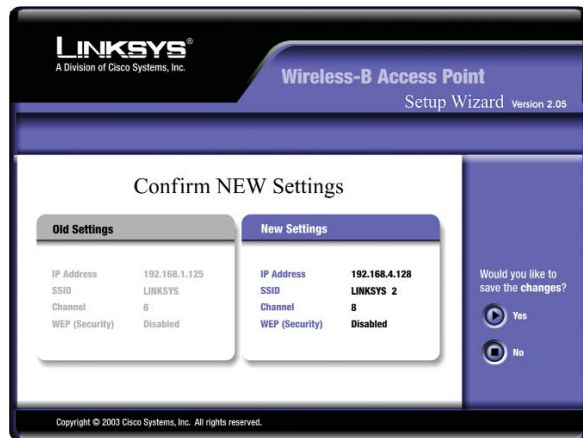 LINKSYS®
A Division of Cisco Systems, Inc.
Wireless-B Access Point
Setup Wizard Version 2.05
Confirm NEW Settings
Old Settings
IP Address 192.168.1.125
SSID LINKSYS
Channel 6
WEP (Security) Disabled
New Settings
IP Address 192.168.4.128
SSID LINKSYS 2
Channel 8
WEP (Security) Disabled
Would you like to
save the changes?
Yes
No
Copyright © 2003 Cisco Systems, Inc. All rights reserved.